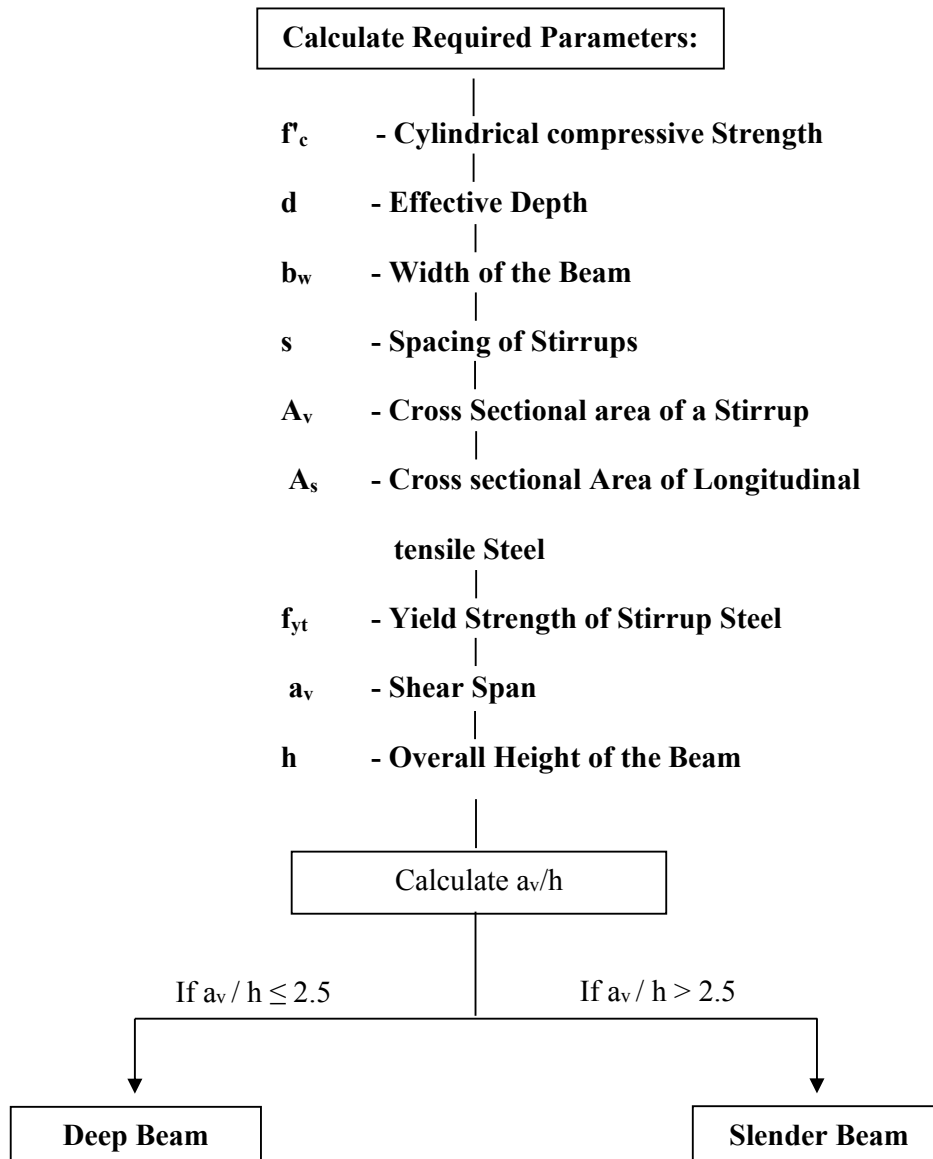 Calculate Required Parameters:
f'c - Cylindrical compressive Strength
d - Effective Depth
bw - Width of the Beam
s - Spacing of Stirrups
Av - Cross Sectional area of a Stirrup
As - Cross sectional Area of Longitudinal
tensile Steel
fyt - Yield Strength of Stirrup Steel
av - Shear Span
h - Overall Height of the Beam
Calculate av/h
If av / h ≤ 2.5
If av / h > 2.5
Deep Beam
Slender Beam